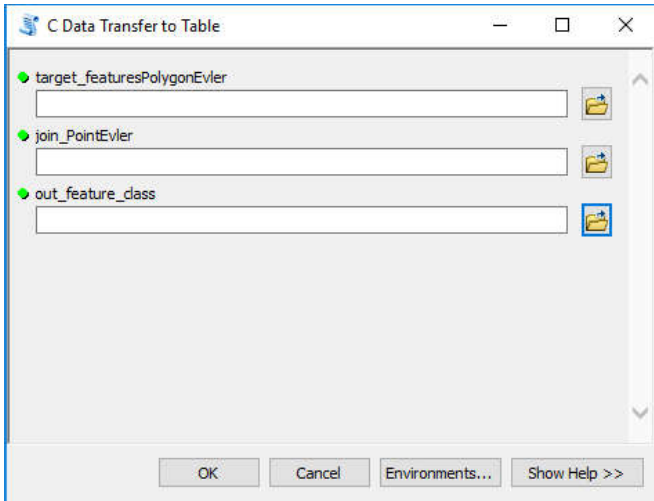 C Data Transfer to Table
target_featuresPolygonEvler
join_PointEvler
out_feature_class
OK Cancel Environments... Show Help >>